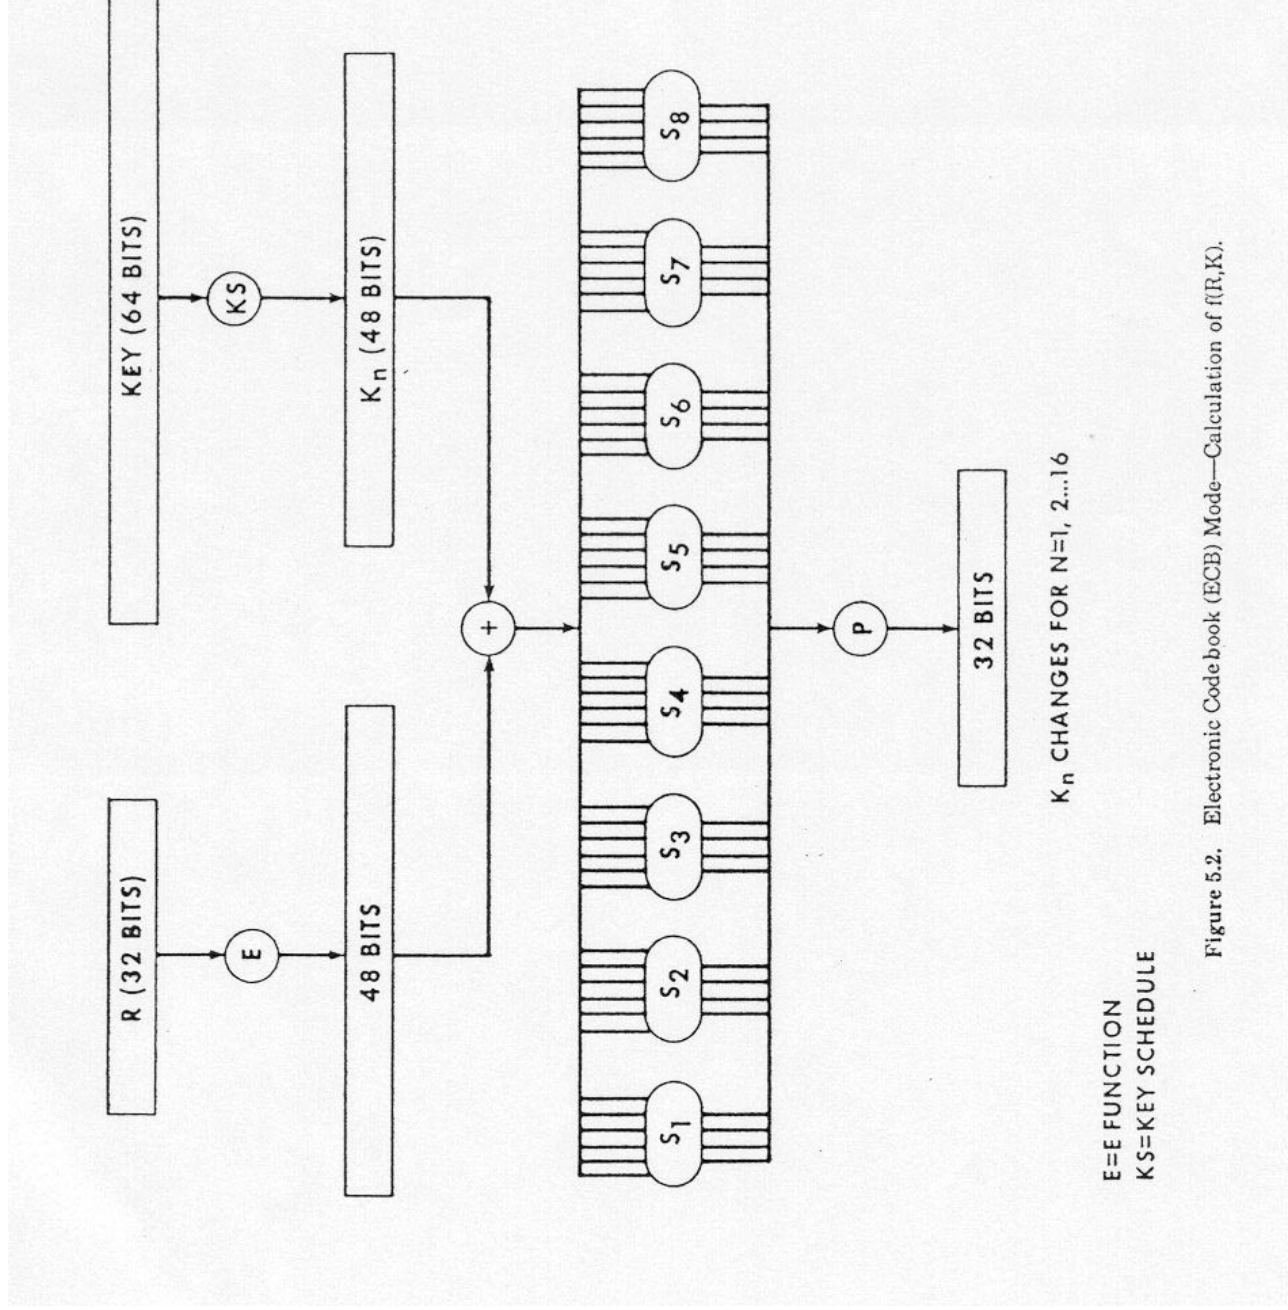 R (32 BITS)
KEY (64 BITS)
E
KS
48 BITS
Kn (48 BITS)
+
S1
S2
S3
S4
S5
S6
S7
S8
P
32 BITS
Kn CHANGES FOR N=1, 2...16
E=E FUNCTION
KS=KEY SCHEDULE
Figure 5.2. Electronic Codebook (ECB) Mode—Calculation of f(R,K).